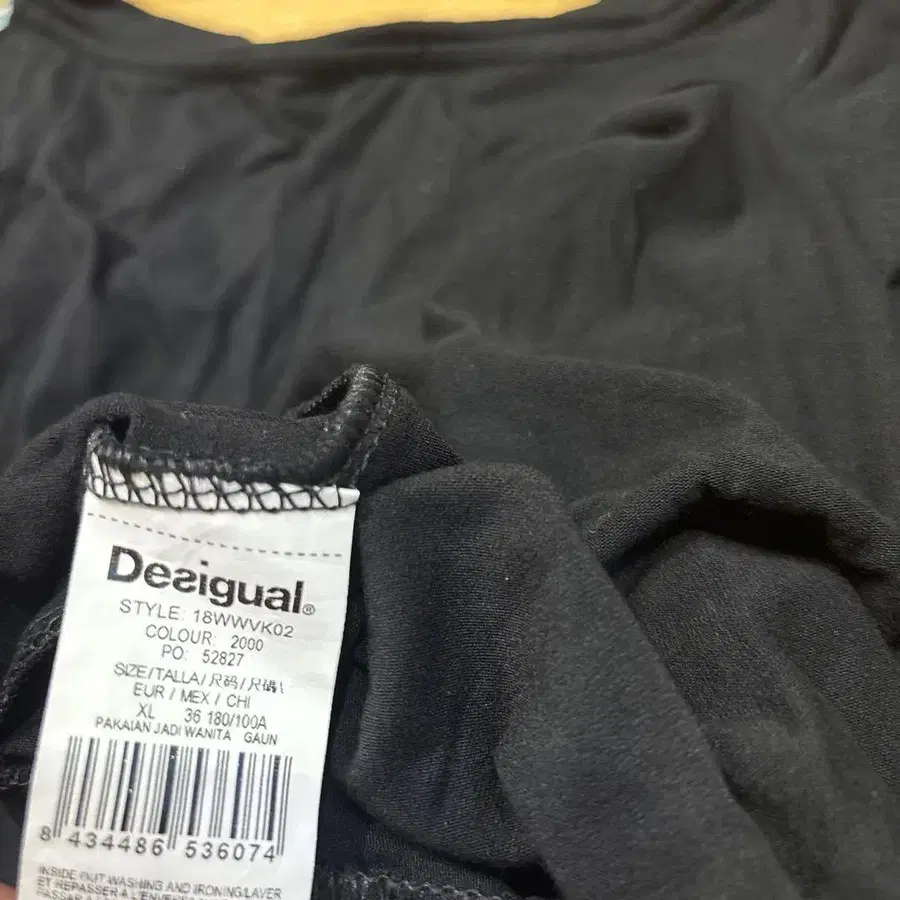 Desigual®
STYLE: 18WWVK02
COLOUR: 2000
PO: 52827
SIZE/TALLA/尺码/尺碼\
EUR / MEX / CHI
XL 36 180/100A
PAKAIAN JADI WANITA GAUN
8 434486 536074
INSIDE OUT WASHING AND IRONING/LAVER
ET REPASSER A L'ENVERS